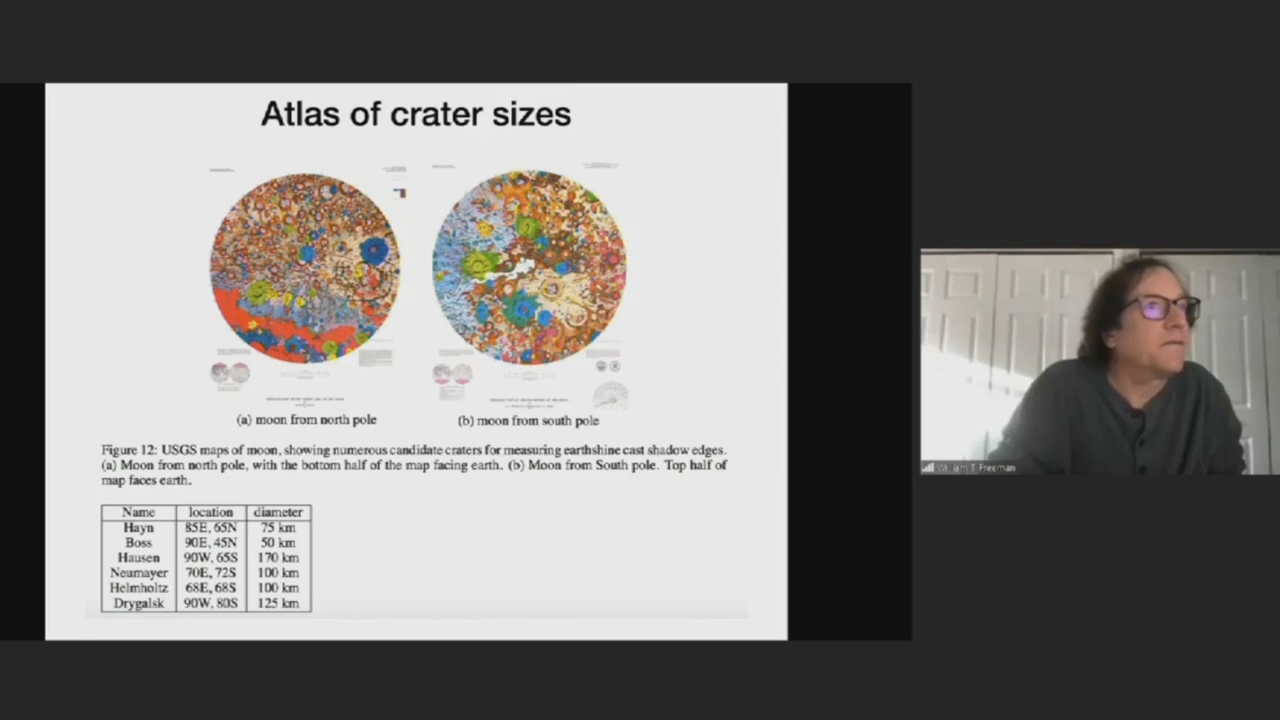 Atlas of crater sizes
(a) moon from north pole
(b) moon from south pole
Figure 12: USGS maps of moon, showing numerous candidate craters for measuring earthshine cast shadow edges.
(a) Moon from north pole, with the bottom half of the map facing earth. (b) Moon from South pole. Top half of
map faces earth.
Name location diameter
Hayn 85E, 65N 75 km
Boss 90E, 45N 50 km
Hausen 90W, 65S 170 km
Neumayer 70E, 72S 100 km
Helmholtz 68E, 68S 100 km
Drygalsk 90W, 80S 125 km
William T Freeman